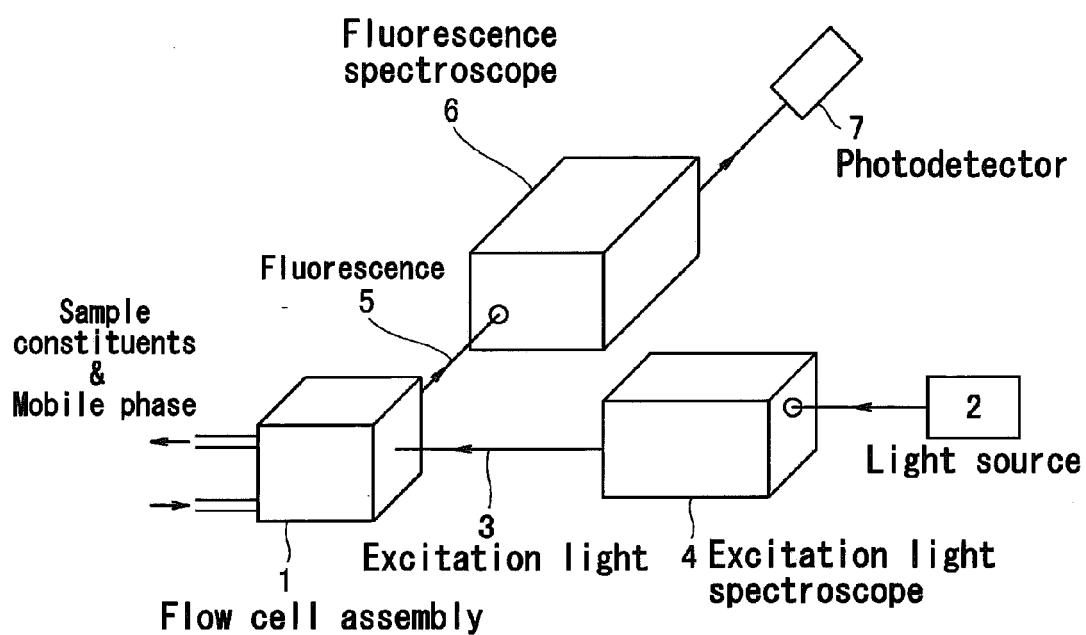 Fluorescence
spectroscope
6
7
Photodetector
Fluorescence
5
Sample
constituents
&
Mobile phase
2
Light source
3
Excitation light
4 Excitation light
spectroscope
1
Flow cell assembly